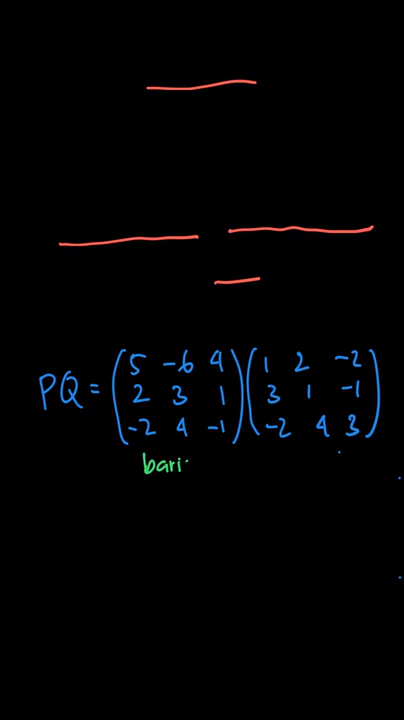 5 -6 4 1 2 -2
PQ = 2 3 1 3 1 -1
-2 4 -1 -2 4 3
bari